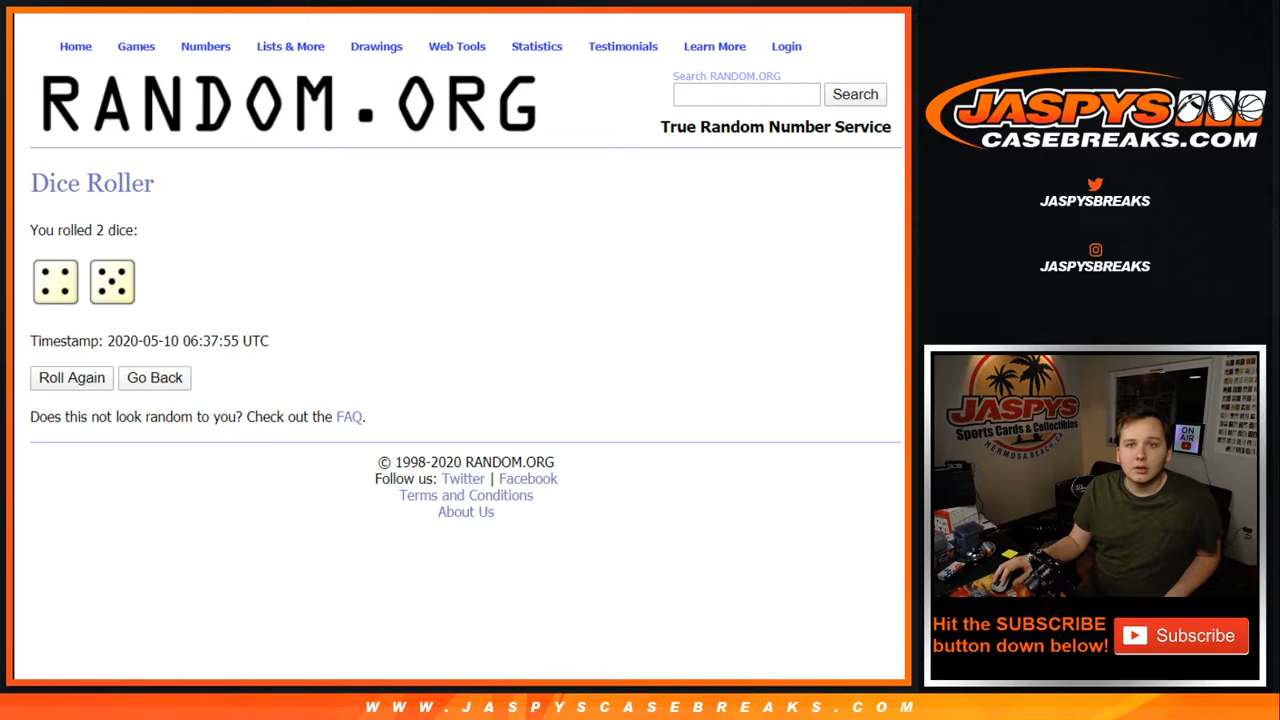 Home Games Numbers Lists & More Drawings Web Tools Statistics Testimonials Learn More Login
RANDOM.ORG
Search RANDOM.ORG
Search
True Random Number Service
Dice Roller
You rolled 2 dice:
Timestamp: 2020-05-10 06:37:55 UTC
Roll Again Go Back
Does this not look random to you? Check out the FAQ.
© 1998-2020 RANDOM.ORG
Follow us: Twitter | Facebook
Terms and Conditions
About Us
JASPYS
CASEBREAKS.COM
JASPYSBREAKS
JASPYSBREAKS
JASPYS
Sports Cards & Collectibles
HERMOSA BEACH, CA
ON
AIR
Hit the SUBSCRIBE
button down below!
Subscribe
WWW.JASPYSCASEBREAKS.COM